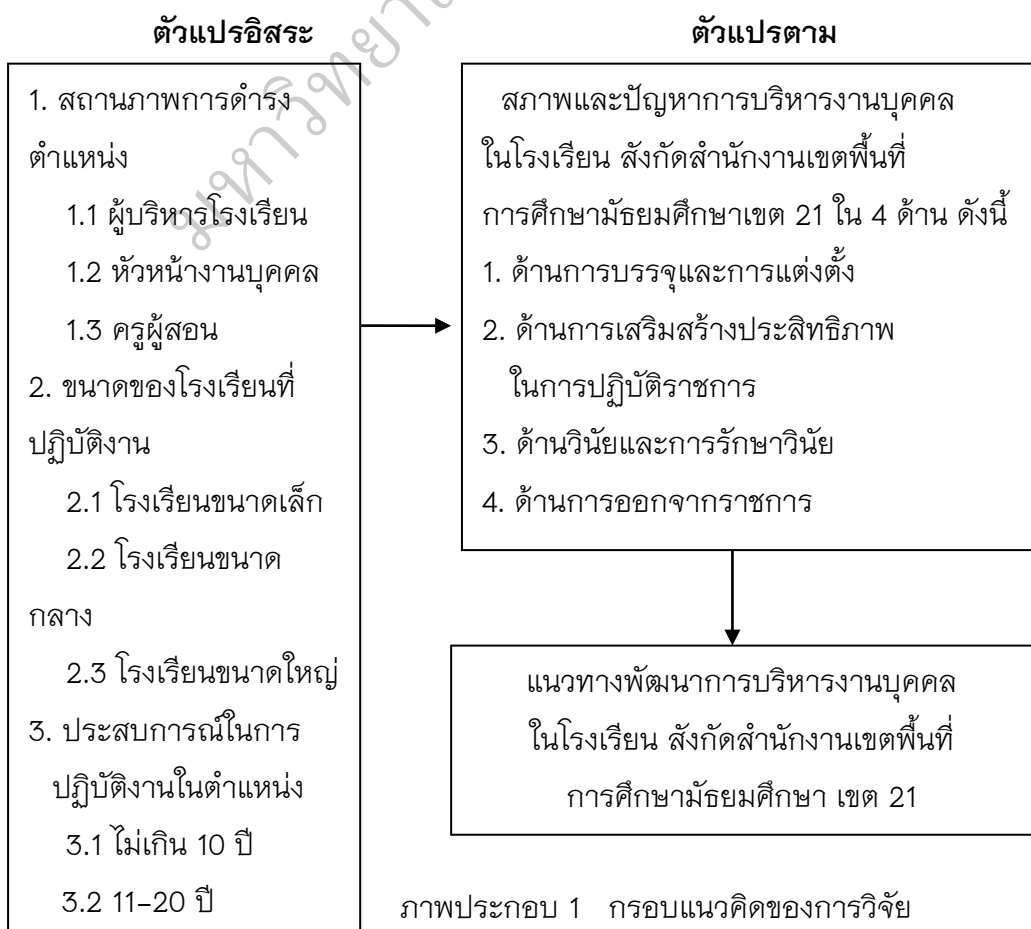 ตัวแปรอิสระ
1. สถานภาพการดำรง
ตำแหน่ง
1.1 ผู้บริหารโรงเรียน
1.2 หัวหน้างานบุคคล
1.3 ครูผู้สอน
2. ขนาดของโรงเรียนที่
ปฏิบัติงาน
2.1 โรงเรียนขนาดเล็ก
2.2 โรงเรียนขนาด
กลาง
2.3 โรงเรียนขนาดใหญ่
3. ประสบการณ์ในการ
ปฏิบัติงานในตำแหน่ง
3.1 ไม่เกิน 10 ปี
3.2 11–20 ปี
ตัวแปรตาม
สภาพและปัญหาการบริหารงานบุคคล
ในโรงเรียน สังกัดสำนักงานเขตพื้นที่
การศึกษามัธยมศึกษาเขต 21 ใน 4 ด้าน ดังนี้
1. ด้านการบรรจุและการแต่งตั้ง
2. ด้านการเสริมสร้างประสิทธิภาพ
ในการปฏิบัติราชการ
3. ด้านวินัยและการรักษาวินัย
4. ด้านการออกจากราชการ
แนวทางพัฒนาการบริหารงานบุคคล
ในโรงเรียน สังกัดสำนักงานเขตพื้นที่
การศึกษามัธยมศึกษา เขต 21
ภาพประกอบ 1 กรอบแนวคิดของการวิจัย